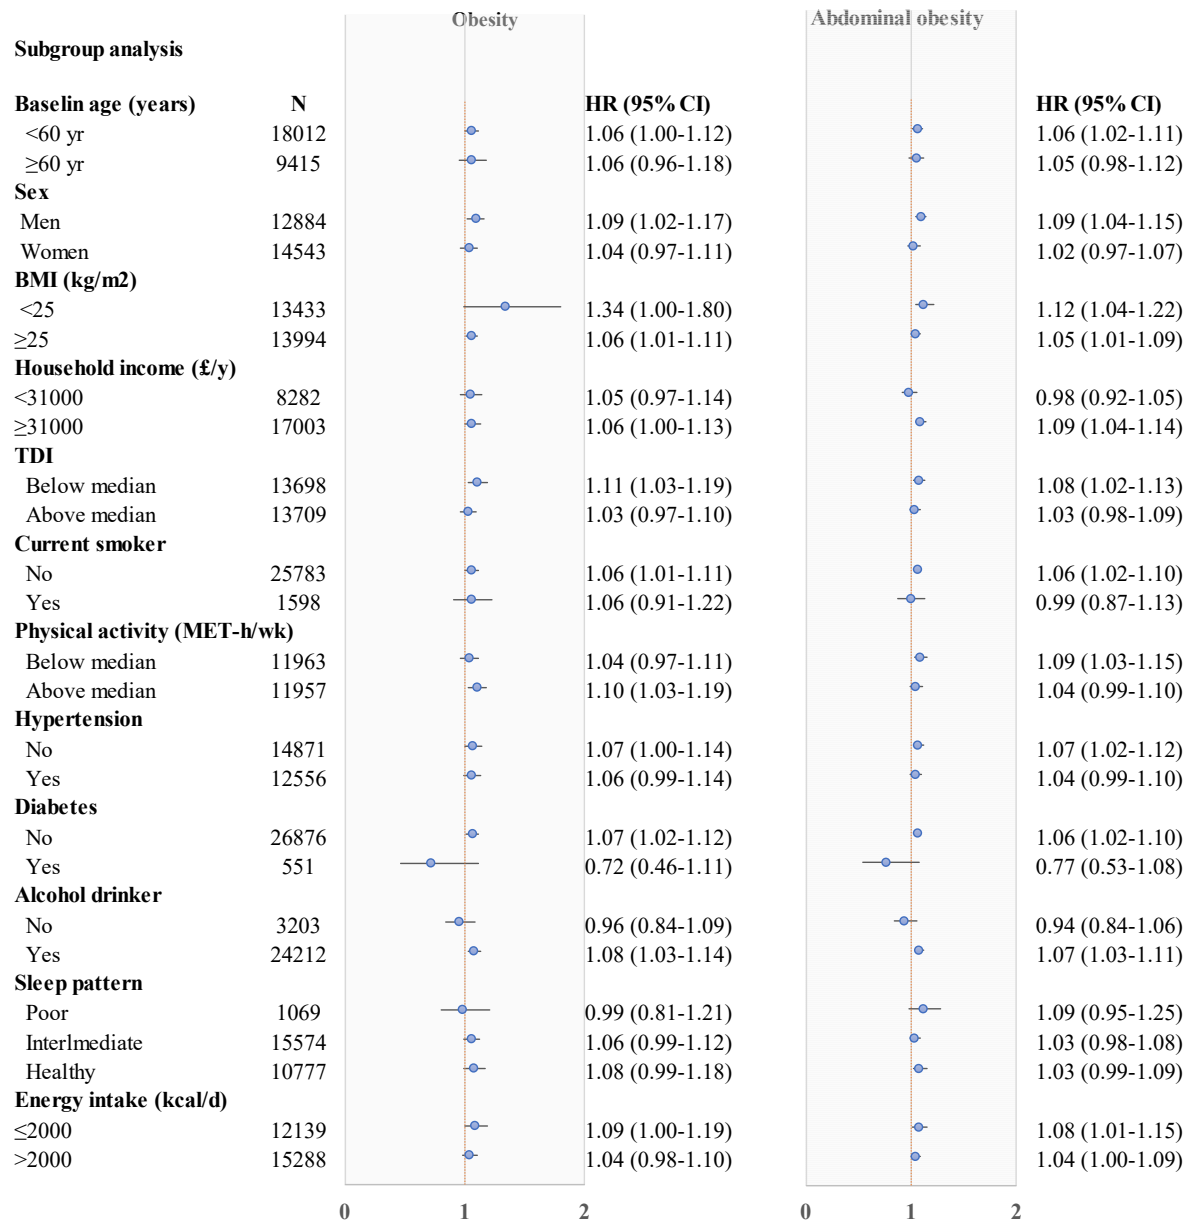 Obesity Abdominal obesity
Subgroup analysis
Baselin age (years) N HR (95% CI) HR (95% CI)
<60 yr 18012 1.06 (1.00-1.12) 1.06 (1.02-1.11)
≥60 yr 9415 1.06 (0.96-1.18) 1.05 (0.98-1.12)
Sex
Men 12884 1.09 (1.02-1.17) 1.09 (1.04-1.15)
Women 14543 1.04 (0.97-1.11) 1.02 (0.97-1.07)
BMI (kg/m2)
<25 13433 1.34 (1.00-1.80) 1.12 (1.04-1.22)
≥25 13994 1.06 (1.01-1.11) 1.05 (1.01-1.09)
Household income (£/y)
<31000 8282 1.05 (0.97-1.14) 0.98 (0.92-1.05)
≥31000 17003 1.06 (1.00-1.13) 1.09 (1.04-1.14)
TDI
Below median 13698 1.11 (1.03-1.19) 1.08 (1.02-1.13)
Above median 13709 1.03 (0.97-1.10) 1.03 (0.98-1.09)
Current smoker
No 25783 1.06 (1.01-1.11) 1.06 (1.02-1.10)
Yes 1598 1.06 (0.91-1.22) 0.99 (0.87-1.13)
Physical activity (MET-h/wk)
Below median 11963 1.04 (0.97-1.11) 1.09 (1.03-1.15)
Above median 11957 1.10 (1.03-1.19) 1.04 (0.99-1.10)
Hypertension
No 14871 1.07 (1.00-1.14) 1.07 (1.02-1.12)
Yes 12556 1.06 (0.99-1.14) 1.04 (0.99-1.10)
Diabetes
No 26876 1.07 (1.02-1.12) 1.06 (1.02-1.10)
Yes 551 0.72 (0.46-1.11) 0.77 (0.53-1.08)
Alcohol drinker
No 3203 0.96 (0.84-1.09) 0.94 (0.84-1.06)
Yes 24212 1.08 (1.03-1.14) 1.07 (1.03-1.11)
Sleep pattern
Poor 1069 0.99 (0.81-1.21) 1.09 (0.95-1.25)
Interlmediate 15574 1.06 (0.99-1.12) 1.03 (0.98-1.08)
Healthy 10777 1.08 (0.99-1.18) 1.03 (0.99-1.09)
Energy intake (kcal/d)
≤2000 12139 1.09 (1.00-1.19) 1.08 (1.01-1.15)
>2000 15288 1.04 (0.98-1.10) 1.04 (1.00-1.09)
0 1 2 0 1 2